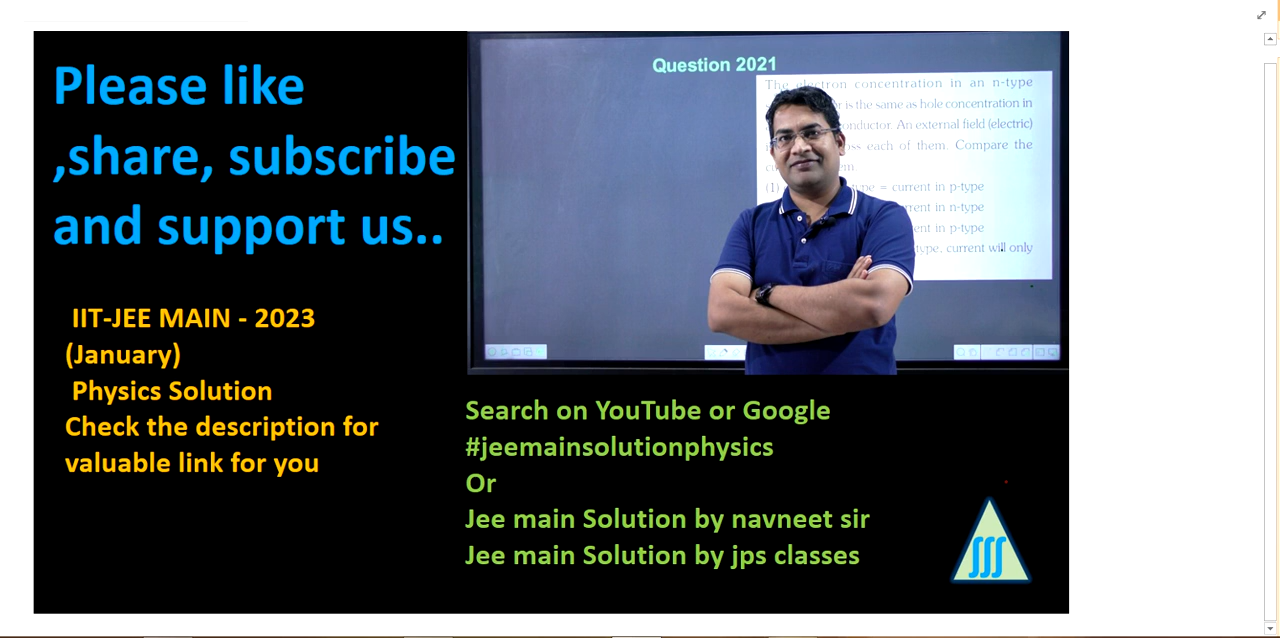 Please like
,share, subscribe
and support us..
IIT-JEE MAIN - 2023
(January)
Physics Solution
Check the description for
valuable link for you
Question 2021
The electron concentration in an n-type
is the same as hole concentration in
An external field (electric)
each of them. Compare the
(1) type = current in p-type
in n-type
in p-type
type, current will only
Search on YouTube or Google
#jeemainsolutionphysics
Or
Jee main Solution by navneet sir
Jee main Solution by jps classes
∫∫∫